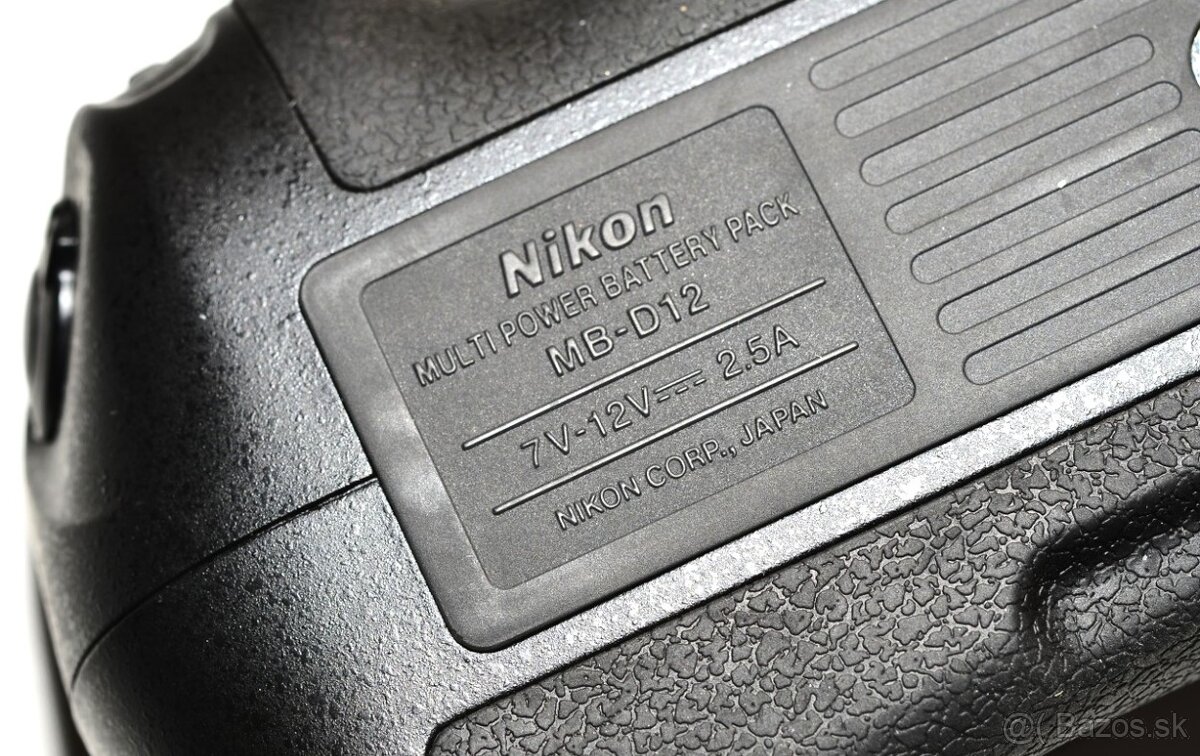 Nikon
MULTI POWER BATTERY PACK
MB-D12
7V-12V⎓ 2.5A
NIKON CORP., JAPAN
@( Bazos.sk